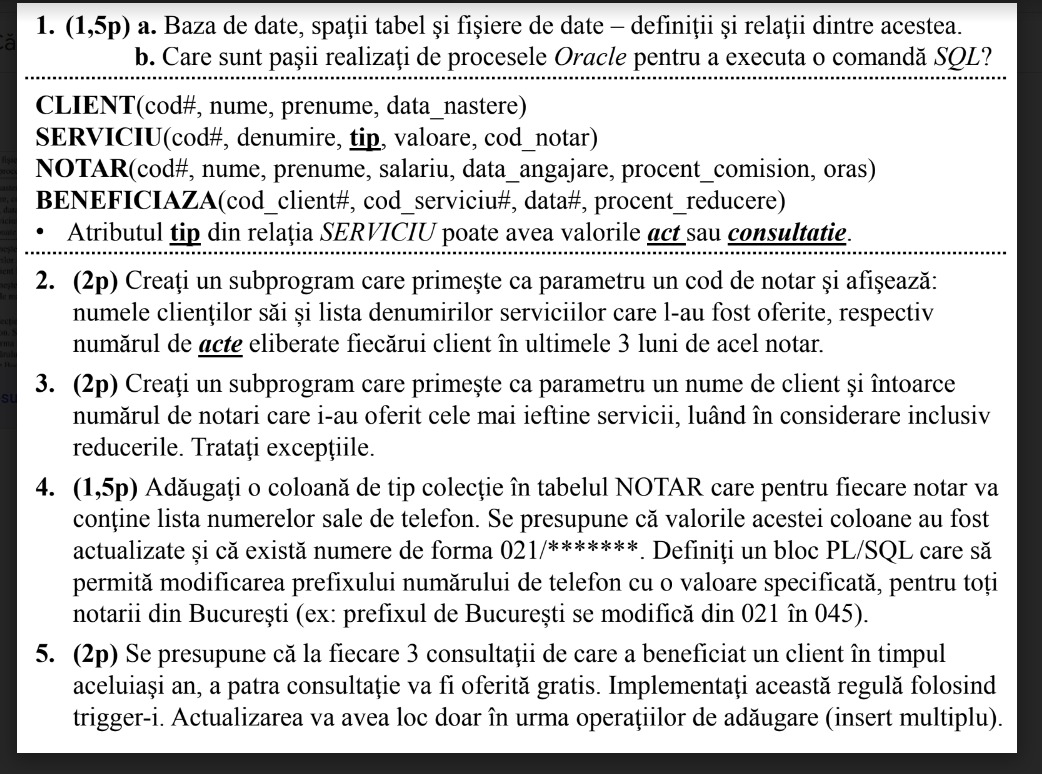 1. (1,5p) a. Baza de date, spaţii tabel şi fişiere de date – definiţii şi relaţii dintre acestea.
b. Care sunt paşii realizaţi de procesele Oracle pentru a executa o comandă SQL?
CLIENT(cod#, nume, prenume, data_nastere)
SERVICIU(cod#, denumire, tip, valoare, cod_notar)
NOTAR(cod#, nume, prenume, salariu, data_angajare, procent_comision, oras)
BENEFICIAZA(cod_client#, cod_serviciu#, data#, procent_reducere)
• Atributul tip din relaţia SERVICIU poate avea valorile act sau consultatie.
2. (2p) Creaţi un subprogram care primeşte ca parametru un cod de notar şi afişează:
numele clienţilor săi și lista denumirilor serviciilor care l-au fost oferite, respectiv
numărul de acte eliberate fiecărui client în ultimele 3 luni de acel notar.
3. (2p) Creaţi un subprogram care primeşte ca parametru un nume de client şi întoarce
numărul de notari care i-au oferit cele mai ieftine servicii, luând în considerare inclusiv
reducerile. Trataţi excepţiile.
4. (1,5p) Adăugaţi o coloană de tip colecţie în tabelul NOTAR care pentru fiecare notar va
conţine lista numerelor sale de telefon. Se presupune că valorile acestei coloane au fost
actualizate și că există numere de forma 021/*******. Definiţi un bloc PL/SQL care să
permită modificarea prefixului numărului de telefon cu o valoare specificată, pentru toţi
notarii din Bucureşti (ex: prefixul de București se modifică din 021 în 045).
5. (2p) Se presupune că la fiecare 3 consultaţii de care a beneficiat un client în timpul
aceluiaşi an, a patra consultaţie va fi oferită gratis. Implementaţi această regulă folosind
trigger-i. Actualizarea va avea loc doar în urma operaţiilor de adăugare (insert multiplu).